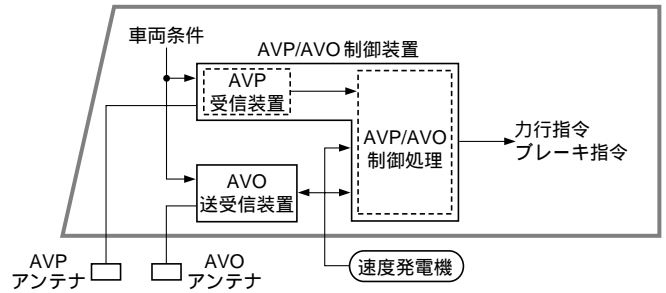 車両条件
AVP/AVO 制御装置
AVP
受信装置
AVP/AVO
制御処理
力行指令
ブレーキ指令
AVO
送受信装置
AVP
アンテナ
AVO
アンテナ
速度発電機